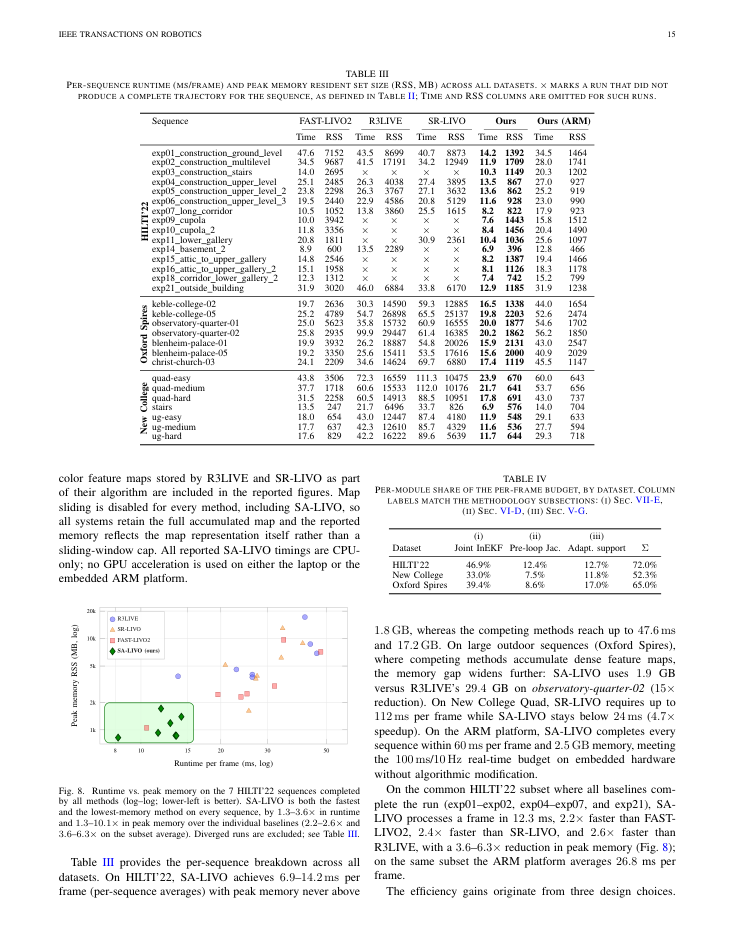 IEEE TRANSACTIONS ON ROBOTICS 15
TABLE III
PER-SEQUENCE RUNTIME (MS/FRAME) AND PEAK MEMORY RESIDENT SET SIZE (RSS, MB) ACROSS ALL DATASETS. × MARKS A RUN THAT DID NOT
PRODUCE A COMPLETE TRAJECTORY FOR THE SEQUENCE, AS DEFINED IN TABLE II; TIME AND RSS COLUMNS ARE OMITTED FOR SUCH RUNS.
Sequence FAST-LIVO2 R3LIVE SR-LIVO Ours Ours (ARM)
Time RSS Time RSS Time RSS Time RSS Time RSS
HILTI'22
exp01_construction_ground_level 47.6 7152 43.5 8699 40.7 8873 14.2 1392 34.5 1464
exp02_construction_multilevel 34.5 9687 41.5 17191 34.2 12949 11.9 1709 28.0 1741
exp03_construction_stairs 14.0 2695 × × × × 10.3 1149 20.3 1202
exp04_construction_upper_level 25.1 2485 26.3 4038 27.4 3895 13.5 867 27.0 927
exp05_construction_upper_level_2 23.8 2298 26.3 3767 27.1 3632 13.6 862 25.2 919
exp06_construction_upper_level_3 19.5 2440 22.9 4586 20.8 5129 11.6 928 23.0 990
exp07_long_corridor 10.5 1052 13.8 3860 25.5 1615 8.2 822 17.9 923
exp09_cupola 10.0 3942 × × × × 7.6 1443 15.8 1512
exp10_cupola_2 11.8 3356 × × × × 8.4 1456 20.4 1490
exp11_lower_gallery 20.8 1811 × × 30.9 2361 10.4 1036 25.6 1097
exp14_basement_2 8.9 600 13.5 2289 × × 6.9 396 12.8 466
exp15_attic_to_upper_gallery 14.8 2546 × × × × 8.2 1387 19.4 1466
exp16_attic_to_upper_gallery_2 15.1 1958 × × × × 8.1 1126 18.3 1178
exp18_corridor_lower_gallery_2 12.3 1312 × × × × 7.4 742 15.2 799
exp21_outside_building 31.9 3020 46.0 6884 33.8 6170 12.9 1185 31.9 1238
Oxford Spires
keble-college-02 19.7 2636 30.3 14590 59.3 12885 16.5 1338 44.0 1654
keble-college-05 25.2 4789 54.7 26898 65.5 25137 19.8 2203 52.6 2474
observatory-quarter-01 25.0 5623 35.8 15732 60.9 16555 20.0 1877 54.6 1702
observatory-quarter-02 25.8 2935 99.9 29447 61.4 16385 20.2 1862 56.2 1850
blenheim-palace-01 19.9 3932 26.2 18887 54.8 20026 15.9 2131 43.0 2547
blenheim-palace-05 19.2 3350 25.6 15411 53.5 17616 15.6 2000 40.9 2029
christ-church-03 24.1 2209 34.6 14624 69.7 6880 17.4 1119 45.5 1147
New College
quad-easy 43.8 3506 72.3 16559 111.3 10475 23.9 670 60.0 643
quad-medium 37.7 1718 60.6 15533 112.0 10176 21.7 641 53.7 656
quad-hard 31.5 2258 60.5 14913 88.5 10951 17.8 691 43.0 737
stairs 13.5 247 21.7 6496 33.7 826 6.9 576 14.0 704
ug-easy 18.0 654 43.0 12447 87.4 4180 11.9 548 29.1 633
ug-medium 17.7 637 42.3 12610 85.7 4329 11.6 536 27.7 594
ug-hard 17.6 829 42.2 16222 89.6 5639 11.7 644 29.3 718
color feature maps stored by R3LIVE and SR-LIVO as part
of their algorithm are included in the reported figures. Map
sliding is disabled for every method, including SA-LIVO, so
all systems retain the full accumulated map and the reported
memory reflects the map representation itself rather than a
sliding-window cap. All reported SA-LIVO timings are CPU-
only; no GPU acceleration is used on either the laptop or the
embedded ARM platform.
Peak memory RSS (MB, log)
20k
10k
5k
2k
1k
R3LIVE
SR-LIVO
FAST-LIVO2
SA-LIVO (ours)
8 10 15 20 30 50
Runtime per frame (ms, log)
Fig. 8. Runtime vs. peak memory on the 7 HILTI'22 sequences completed
by all methods (log–log; lower-left is better). SA-LIVO is both the fastest
and the lowest-memory method on every sequence, by 1.3–3.6× in runtime
and 1.3–10.1× in peak memory over the individual baselines (2.2–2.6× and
3.6–6.3× on the subset average). Diverged runs are excluded; see Table III.
Table III provides the per-sequence breakdown across all
datasets. On HILTI'22, SA-LIVO achieves 6.9–14.2 ms per
frame (per-sequence averages) with peak memory never above
TABLE IV
PER-MODULE SHARE OF THE PER-FRAME BUDGET, BY DATASET. COLUMN
LABELS MATCH THE METHODOLOGY SUBSECTIONS: (I) SEC. VII-E,
(II) SEC. VI-D, (III) SEC. V-G.
(i) (ii) (iii)
Dataset Joint InEKF Pre-loop Jac. Adapt. support Σ
HILTI'22 46.9% 12.4% 12.7% 72.0%
New College 33.0% 7.5% 11.8% 52.3%
Oxford Spires 39.4% 8.6% 17.0% 65.0%
1.8 GB, whereas the competing methods reach up to 47.6 ms
and 17.2 GB. On large outdoor sequences (Oxford Spires),
where competing methods accumulate dense feature maps,
the memory gap widens further: SA-LIVO uses 1.9 GB
versus R3LIVE's 29.4 GB on observatory-quarter-02 (15×
reduction). On New College Quad, SR-LIVO requires up to
112 ms per frame while SA-LIVO stays below 24 ms (4.7×
speedup). On the ARM platform, SA-LIVO completes every
sequence within 60 ms per frame and 2.5 GB memory, meeting
the 100 ms/10 Hz real-time budget on embedded hardware
without algorithmic modification.
On the common HILTI'22 subset where all baselines com-
plete the run (exp01–exp02, exp04–exp07, and exp21), SA-
LIVO processes a frame in 12.3 ms, 2.2× faster than FAST-
LIVO2, 2.4× faster than SR-LIVO, and 2.6× faster than
R3LIVE, with a 3.6–6.3× reduction in peak memory (Fig. 8);
on the same subset the ARM platform averages 26.8 ms per
frame.
The efficiency gains originate from three design choices.